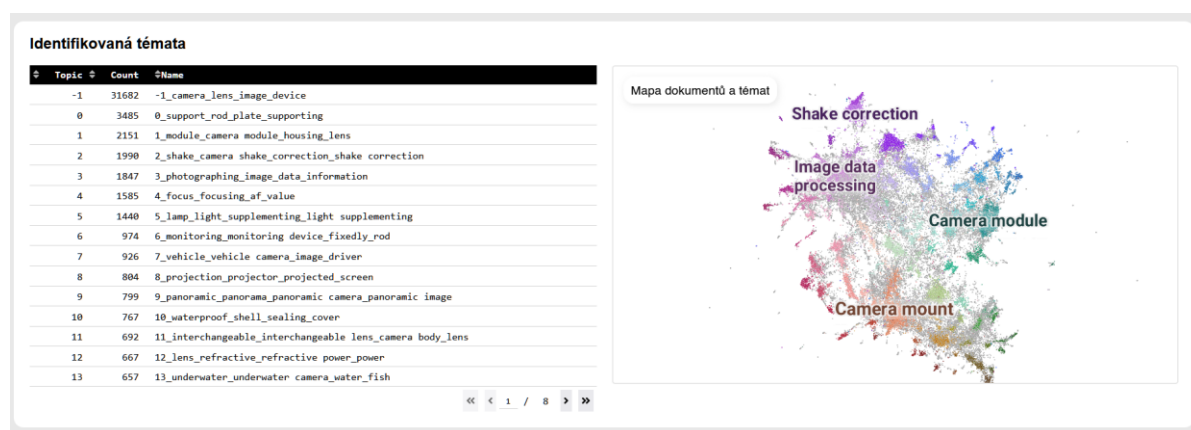 Identifikovaná témata
Topic Count Name
-1 31682 -1_camera_lens_image_device
0 3485 0_support_rod_plate_supporting
1 2151 1_module_camera module_housing_lens
2 1990 2_shake_camera shake_correction_shake correction
3 1847 3_photographing_image_data_information
4 1585 4_focus_focusing_af_value
5 1440 5_lamp_light_supplementing_light supplementing
6 974 6_monitoring_monitoring device_fixedly_rod
7 926 7_vehicle_vehicle camera_image_driver
8 804 8_projection_projector_projected_screen
9 799 9_panoramic_panorama_panoramic camera_panoramic image
10 767 10_waterproof_shell_sealing_cover
11 692 11_interchangeable_interchangeable lens_camera body_lens
12 667 12_lens_refractive_refractive power_power
13 657 13_underwater_underwater camera_water_fish
« < 1 / 8 > »
Mapa dokumentů a témat
Shake correction
Image data
processing
Camera module
Camera mount